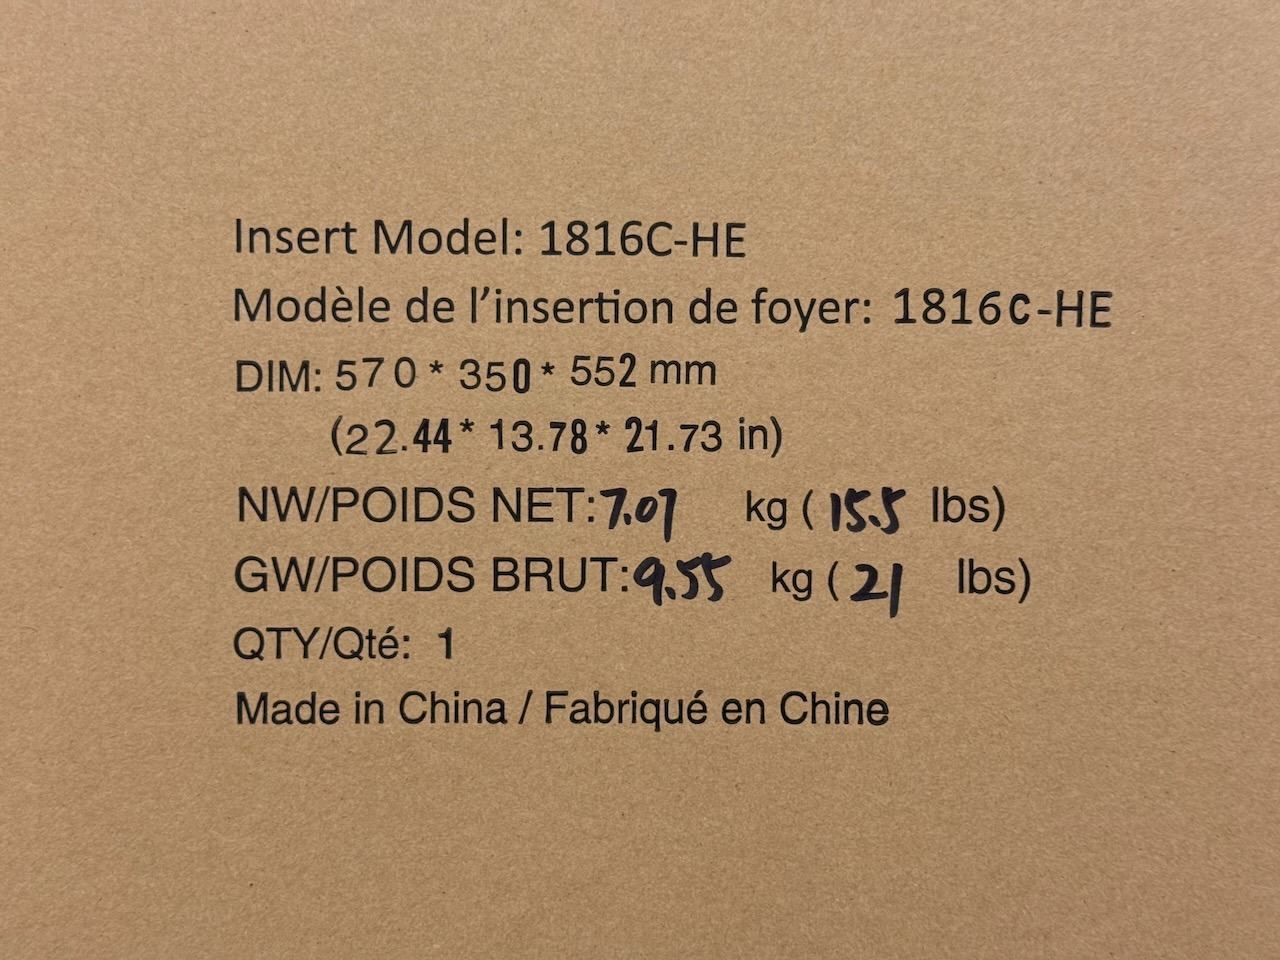 Insert Model: 1816C-HE
Modèle de l'insertion de foyer: 1816C-HE
DIM: 570 * 350 * 552 mm
(22.44* 13.78* 21.73 in)
NW/POIDS NET:7.07 kg ( 15.5 lbs)
GW/POIDS BRUT:9.55 kg ( 21 lbs)
QTY/Qté: 1
Made in China / Fabriqué en Chine